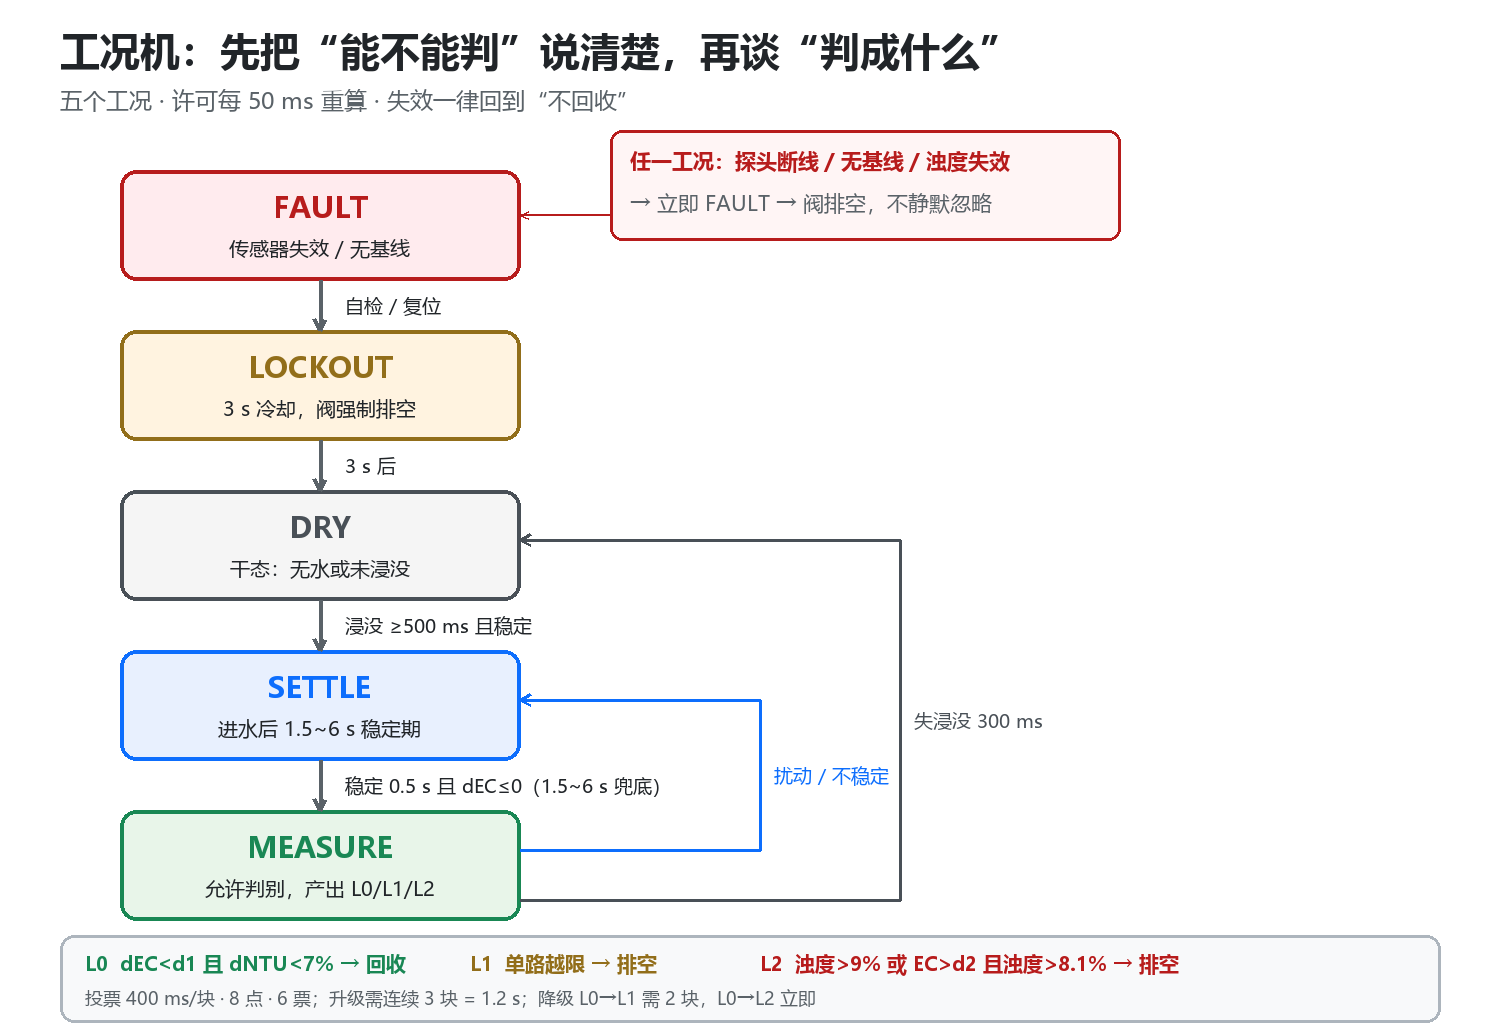 工况机：先把“能不能判”说清楚，再谈“判成什么”
五个工况 · 许可每 50 ms 重算 · 失效一律回到“不回收”
任一工况：探头断线 / 无基线 / 浊度失效
→ 立即 FAULT → 阀排空，不静默忽略
FAULT
传感器失效 / 无基线
自检 / 复位
LOCKOUT
3 s 冷却，阀强制排空
3 s 后
DRY
干态：无水或未浸没
浸没 ≥500 ms 且稳定
SETTLE
进水后 1.5~6 s 稳定期
失浸没 300 ms
扰动 / 不稳定
稳定 0.5 s 且 dEC≤0（1.5~6 s 兜底）
MEASURE
允许判别，产出 L0/L1/L2
L0 dEC<d1 且 dNTU<7% → 回收 L1 单路越限 → 排空 L2 浊度>9% 或 EC>d2 且浊度>8.1% → 排空
投票 400 ms/块 · 8 点 · 6 票；升级需连续 3 块 = 1.2 s；降级 L0→L1 需 2 块，L0→L2 立即